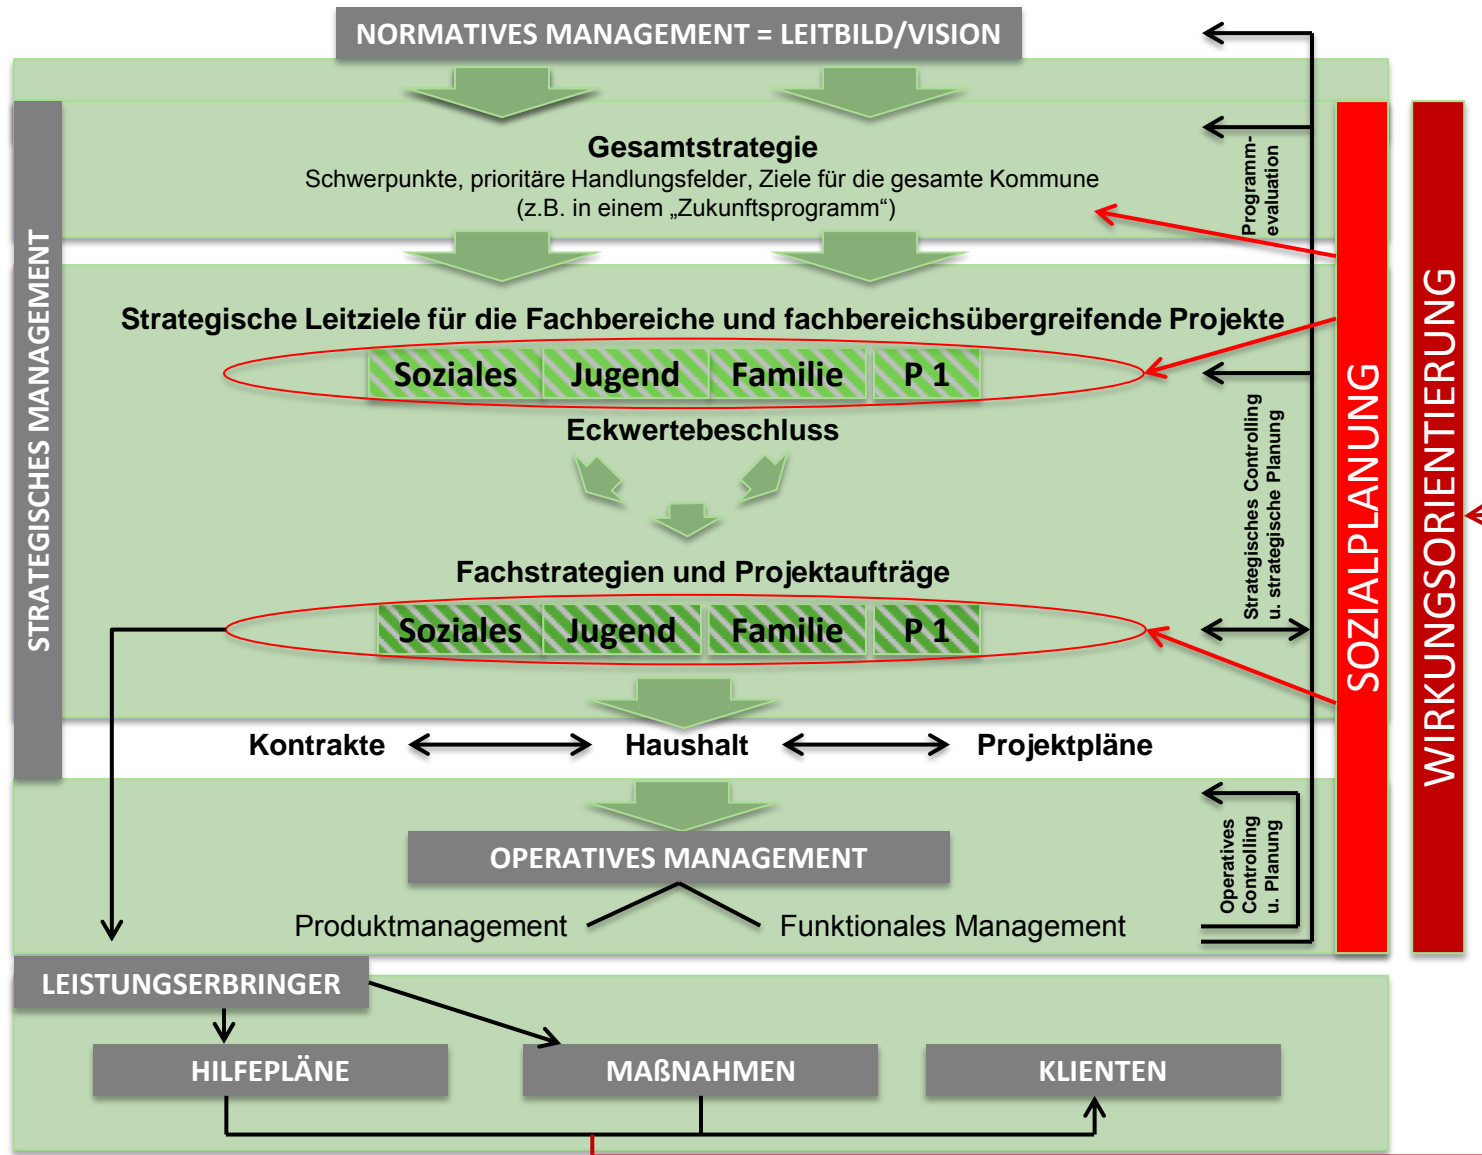 NORMATIVES MANAGEMENT = LEITBILD/VISION
STRATEGISCHES MANAGEMENT
Gesamtstrategie
Schwerpunkte, prioritäre Handlungsfelder, Ziele für die gesamte Kommune
(z.B. in einem „Zukunftsprogramm“)
Programm-
evaluation
Strategische Leitziele für die Fachbereiche und fachbereichsübergreifende Projekte
Soziales Jugend Familie P 1
Eckwertebeschluss
Strategisches Controlling
u. strategische Planung
Fachstrategien und Projektaufträge
Soziales Jugend Familie P 1
Kontrakte Haushalt Projektpläne
OPERATIVES MANAGEMENT
Produktmanagement Funktionales Management
Operatives
Controlling
u. Planung
SOZIALPLANUNG
WIRKUNGSORIENTIERUNG
LEISTUNGSERBRINGER
HILFEPLÄNE MAßNAHMEN KLIENTEN